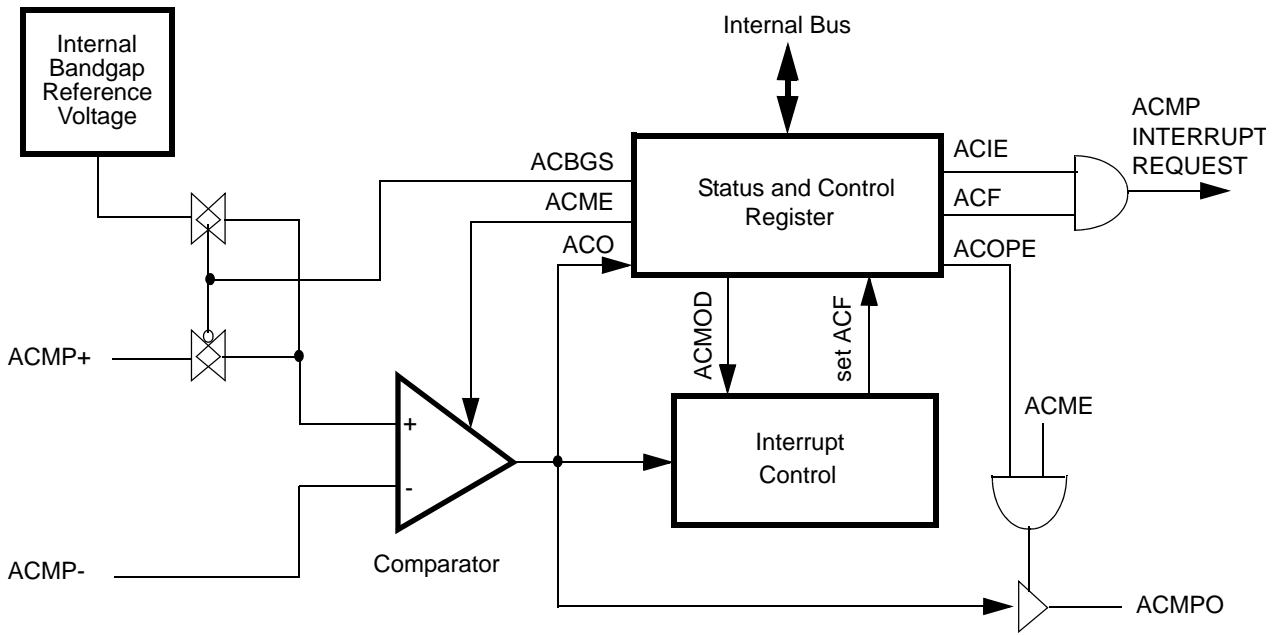 Internal Bus
Internal
Bandgap
Reference
Voltage
ACMP
INTERRUPT
REQUEST
ACBGS
ACME
ACO
Status and Control
Register
ACIE
ACF
ACOPE
ACMOD
set ACF
ACMP+
ACME
+
-
Interrupt
Control
Comparator
ACMP-
ACMPO